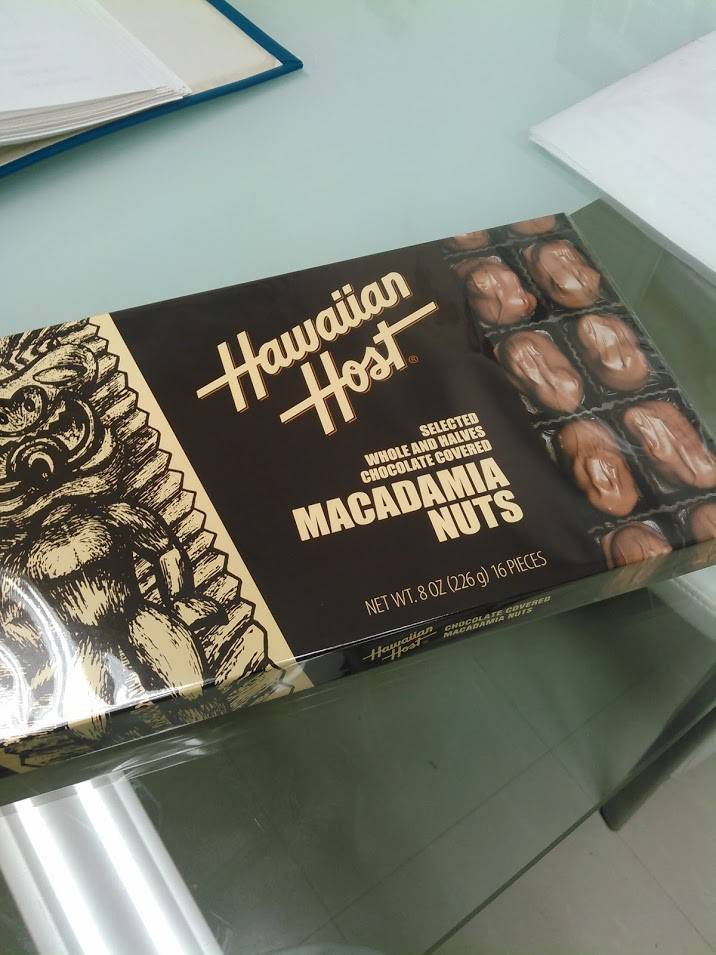 Hawaiian
Host®
SELECTED
WHOLE AND HALVES
CHOCOLATE COVERED
MACADAMIA
NUTS
NET WT. 8 OZ (226 g) 16 PIECES
Hawaiian
Host
CHOCOLATE COVERED
MACADAMIA NUTS